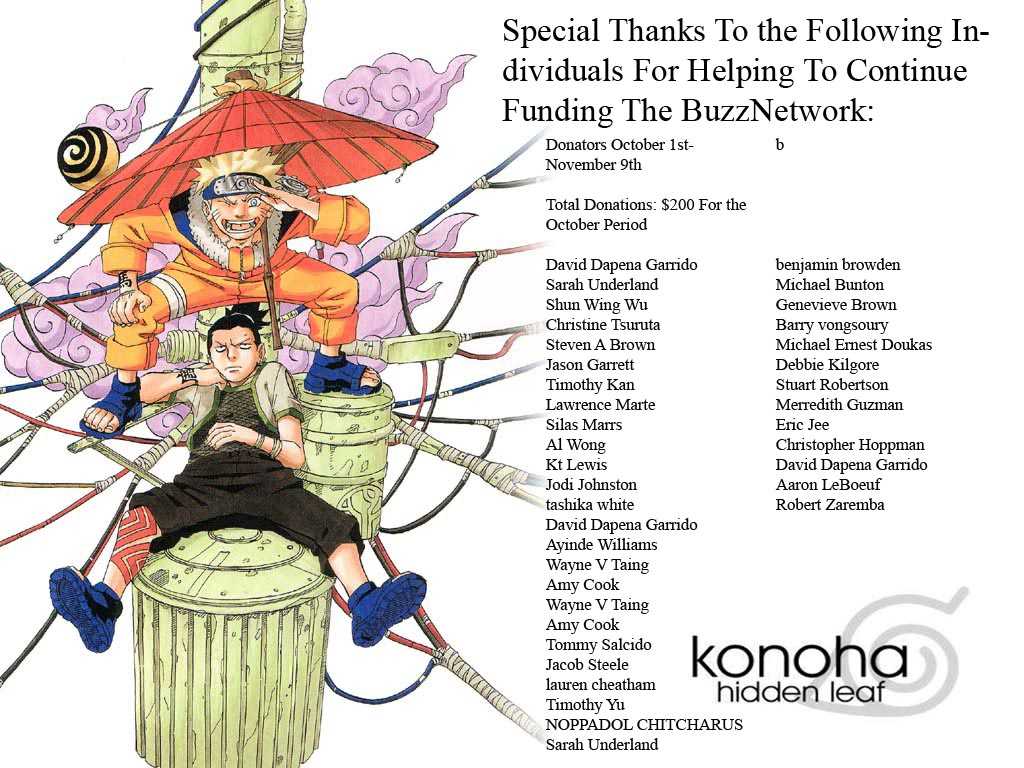 Special Thanks To the Following In-
dividuals For Helping To Continue
Funding The BuzzNetwork:
Donators October 1st-
November 9th
Total Donations: $200 For the
October Period
David Dapena Garrido
Sarah Underland
Shun Wing Wu
Christine Tsuruta
Steven A Brown
Jason Garrett
Timothy Kan
Lawrence Marte
Silas Marrs
Al Wong
Kt Lewis
Jodi Johnston
tashika white
David Dapena Garrido
Ayinde Williams
Wayne V Taing
Amy Cook
Wayne V Taing
Amy Cook
Tommy Salcido
Jacob Steele
lauren cheatham
Timothy Yu
NOPPADOL CHITCHARUS
Sarah Underland
b
benjamin browden
Michael Bunton
Genevieve Brown
Barry vongsoury
Michael Ernest Doukas
Debbie Kilgore
Stuart Robertson
Merredith Guzman
Eric Jee
Christopher Hoppman
David Dapena Garrido
Aaron LeBoeuf
Robert Zaremba
konoha
hidden leaf